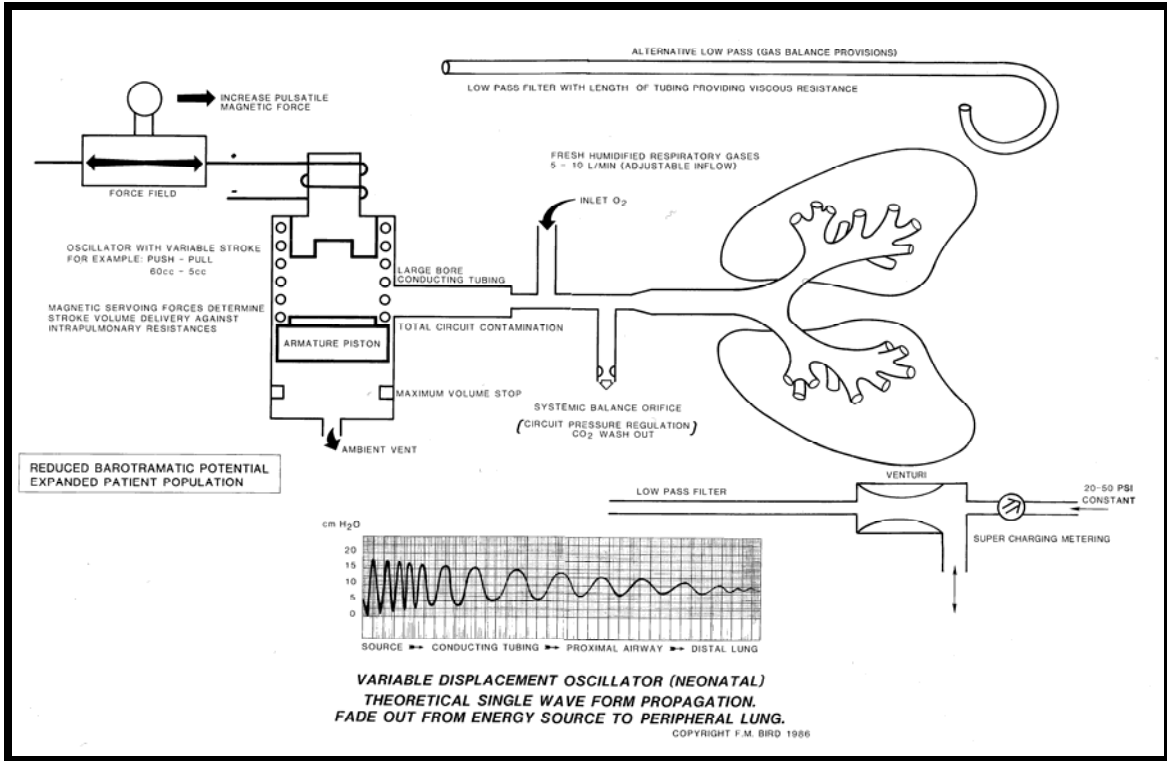 ALTERNATIVE LOW PASS (GAS BALANCE PROVISIONS)
LOW PASS FILTER WITH LENGTH OF TUBING PROVIDING VISCOUS RESISTANCE
INCREASE PULSATILE
MAGNETIC FORCE
FORCE FIELD
+
-
FRESH HUMIDIFIED RESPIRATORY GASES
5 - 10 L/MIN (ADJUSTABLE INFLOW)
INLET O2
OSCILLATOR WITH VARIABLE STROKE
FOR EXAMPLE: PUSH - PULL
60cc - 5cc
LARGE BORE
CONDUCTING TUBING
MAGNETIC SERVOING FORCES DETERMINE
STROKE VOLUME DELIVERY AGAINST
INTRAPULMONARY RESISTANCES
TOTAL CIRCUIT CONTAMINATION
ARMATURE PISTON
MAXIMUM VOLUME STOP
SYSTEMIC BALANCE ORIFICE
(CIRCUIT PRESSURE REGULATION)
CO2 WASH OUT
AMBIENT VENT
REDUCED BAROTRAMATIC POTENTIAL
EXPANDED PATIENT POPULATION
VENTURI
LOW PASS FILTER
20-50 PSI
CONSTANT
SUPER CHARGING METERING
cm H2O
20
15
10
5
0
SOURCE ➸ CONDUCTING TUBING ➸ PROXIMAL AIRWAY ➸ DISTAL LUNG
VARIABLE DISPLACEMENT OSCILLATOR (NEONATAL)
THEORETICAL SINGLE WAVE FORM PROPAGATION.
FADE OUT FROM ENERGY SOURCE TO PERIPHERAL LUNG.
COPYRIGHT F.M. BIRD 1986